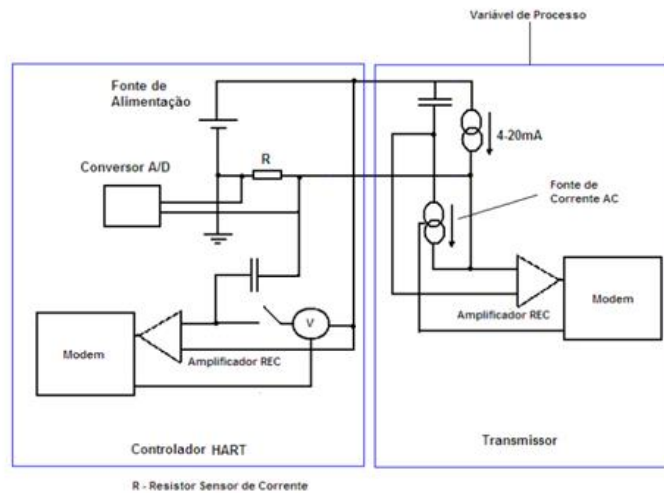 Variável de Processo
Fonte de
Alimentação
4-20mA
R
Conversor A/D
Fonte de
Corrente AC
V
Modem
Amplificador REC
Modem
Amplificador REC
Controlador HART
Transmissor
R - Resistor Sensor de Corrente